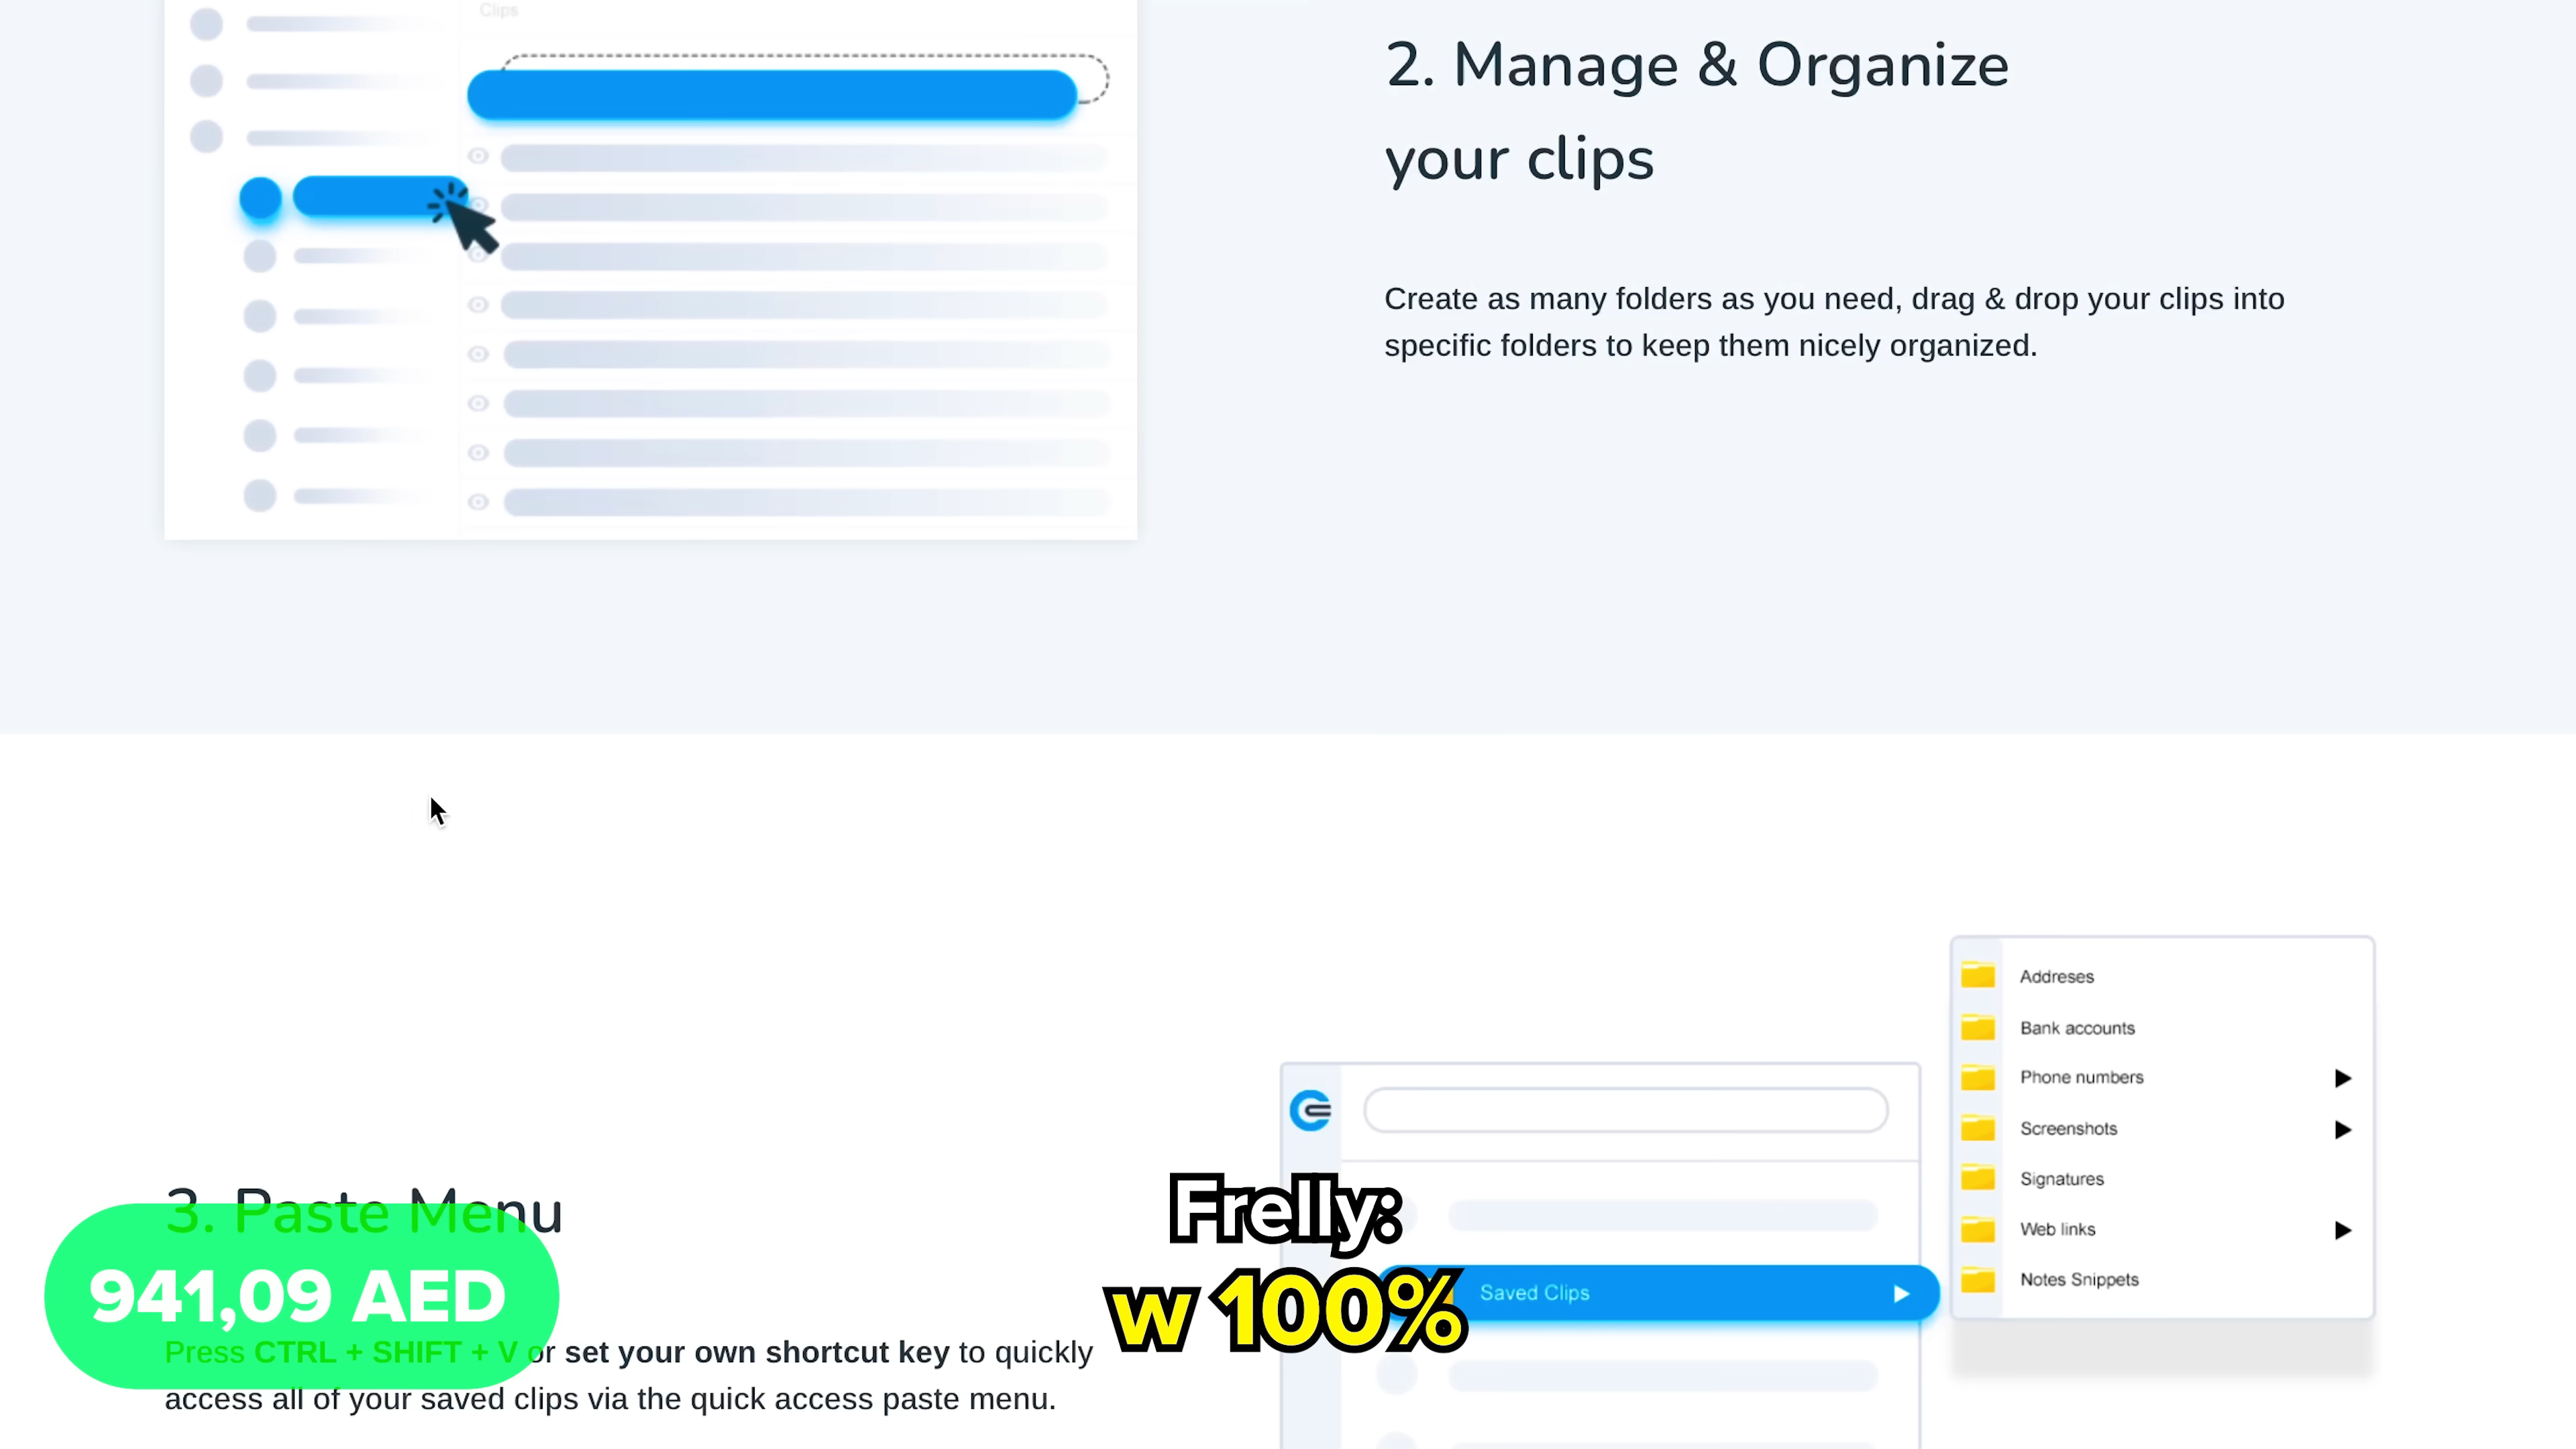 Clips
2. Manage & Organize
your clips
Create as many folders as you need, drag & drop your clips into
specific folders to keep them nicely organized.
Addreses
Bank accounts
Phone numbers
Screenshots
Signatures
Web links
Notes Snippets
Saved Clips
3. Paste Menu
941,09 AED
Press CTRL + SHIFT + V or set your own shortcut key to quickly
access all of your saved clips via the quick access paste menu.
Frelly:
w 100%